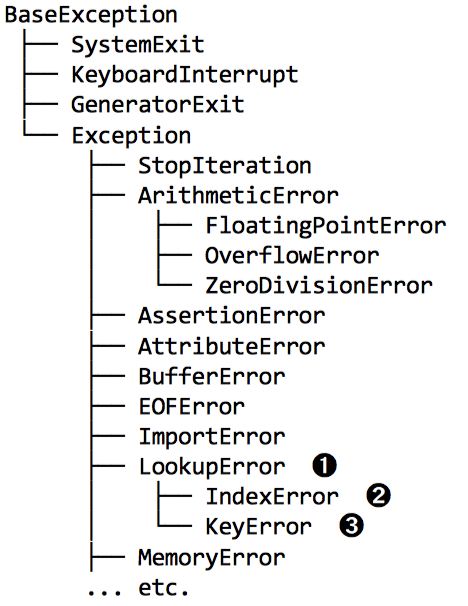 BaseException
├── SystemExit
├── KeyboardInterrupt
├── GeneratorExit
└── Exception
├── StopIteration
├── ArithmeticError
│ ├── FloatingPointError
│ ├── OverflowError
│ └── ZeroDivisionError
├── AssertionError
├── AttributeError
├── BufferError
├── EOFError
├── ImportError
├── LookupError ❶
│ ├── IndexError ❷
│ └── KeyError ❸
├── MemoryError
... etc.